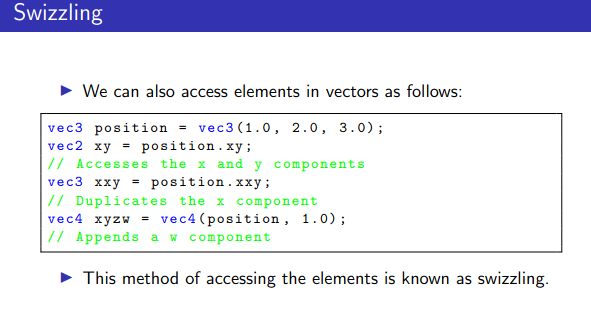 Swizzling
▶ We can also access elements in vectors as follows:
vec3 position = vec3(1.0, 2.0, 3.0);
vec2 xy = position.xy;
// Accesses the x and y components
vec3 xxy = position.xxy;
// Duplicates the x component
vec4 xyzw = vec4(position, 1.0);
// Appends a w component
▶ This method of accessing the elements is known as swizzling.